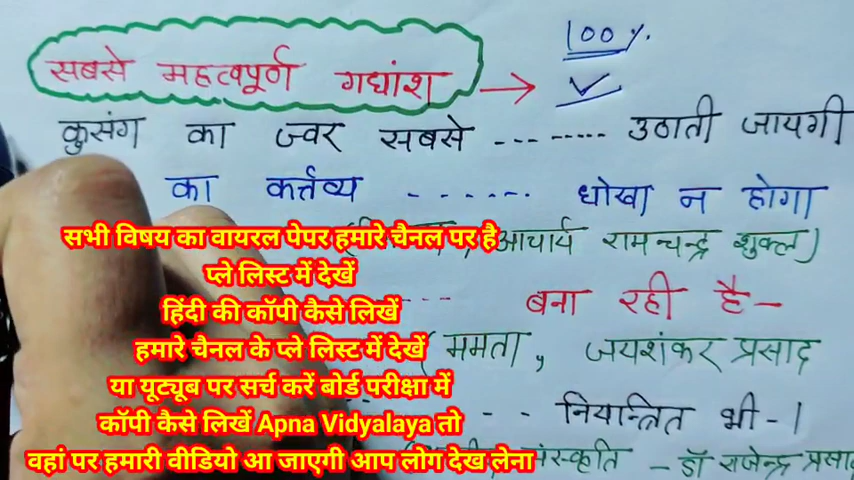 100%
सबसे महत्वपूर्ण गद्यांश →
कुसंग का ज्वर सबसे --------- उठाती जायगी
का कर्त्तव्य ------- धोखा न होगा
सभी विषय का वायरल पेपर हमारे चैनल पर है
आचार्य रामचन्द्र शुक्ल)
प्ले लिस्ट में देखें
हिंदी की कॉपी कैसे लिखें
--- बना रही है-
हमारे चैनल के प्ले लिस्ट में देखें
(ममता, जयशंकर प्रसाद
या यूट्यूब पर सर्च करें बोर्ड परीक्षा में
कॉपी कैसे लिखें Apna Vidyalaya तो
-- नियन्त्रित भी-।
वहां पर हमारी वीडियो आ जाएगी आप लोग देख लेना
संस्कृति - डॉ राजेन्द्र प्रसाद